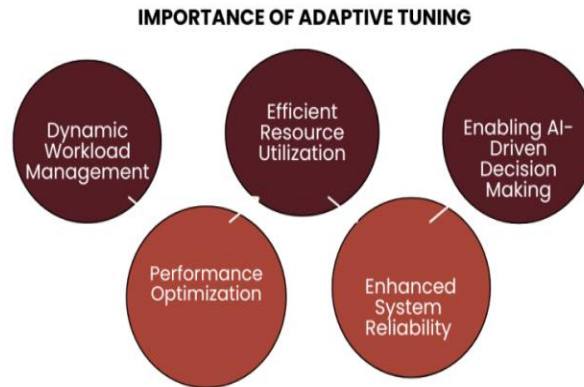 IMPORTANCE OF ADAPTIVE TUNING
Dynamic
Workload
Management
Performance
Optimization
Efficient
Resource
Utilization
Enhanced
System
Reliability
Enabling AI-
Driven
Decision
Making